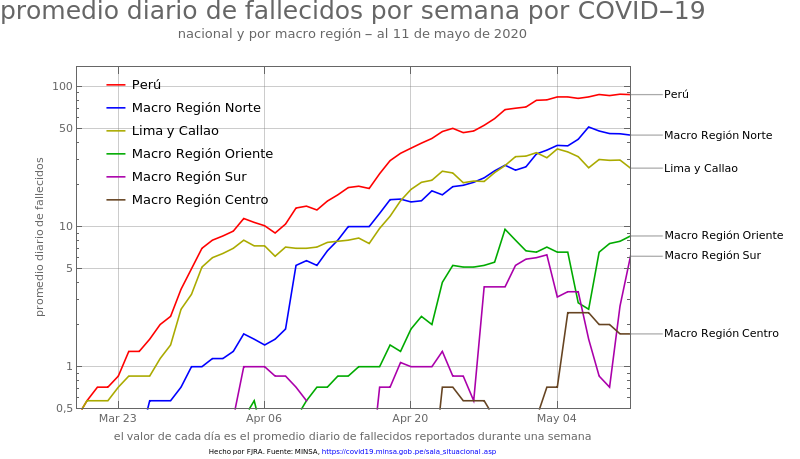 promedio diario de fallecidos por semana por COVID–19
nacional y por macro región – al 11 de mayo de 2020
promedio diario de fallecidos
100
50
10
5
1
0,5
Perú
Macro Región Norte
Lima y Callao
Macro Región Oriente
Macro Región Sur
Macro Región Centro
Perú
Macro Región Norte
Lima y Callao
Macro Región Oriente
Macro Región Sur
Macro Región Centro
Mar 23 Apr 06 Apr 20 May 04
el valor de cada día es el promedio diario de fallecidos reportados durante una semana
Hecho por FJRA. Fuente: MINSA, https://covid19.minsa.gob.pe/sala_situacional.asp